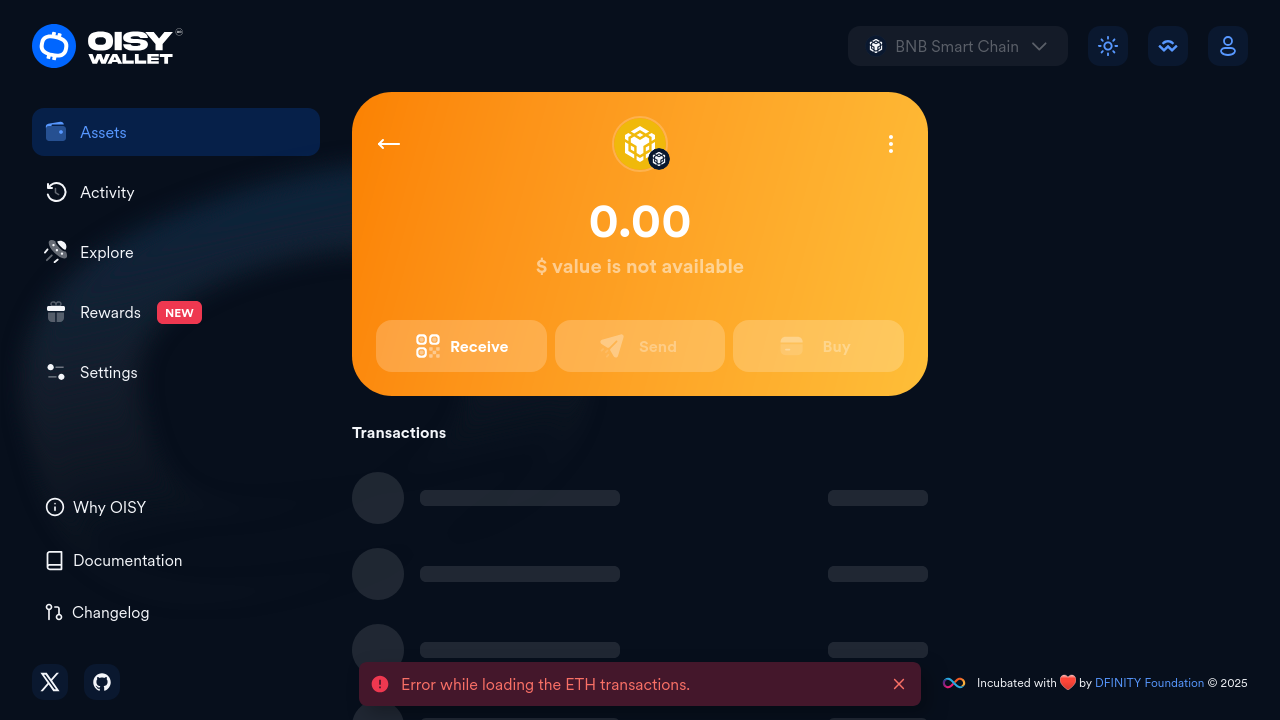 OISY
WALLET
BNB Smart Chain
Assets
Activity
Explore
Rewards NEW
Settings
Why OISY
Documentation
Changelog
0.00
$ value is not available
Receive
Send
Buy
Transactions
Error while loading the ETH transactions.
Incubated with ❤️ by DFINITY Foundation © 2025